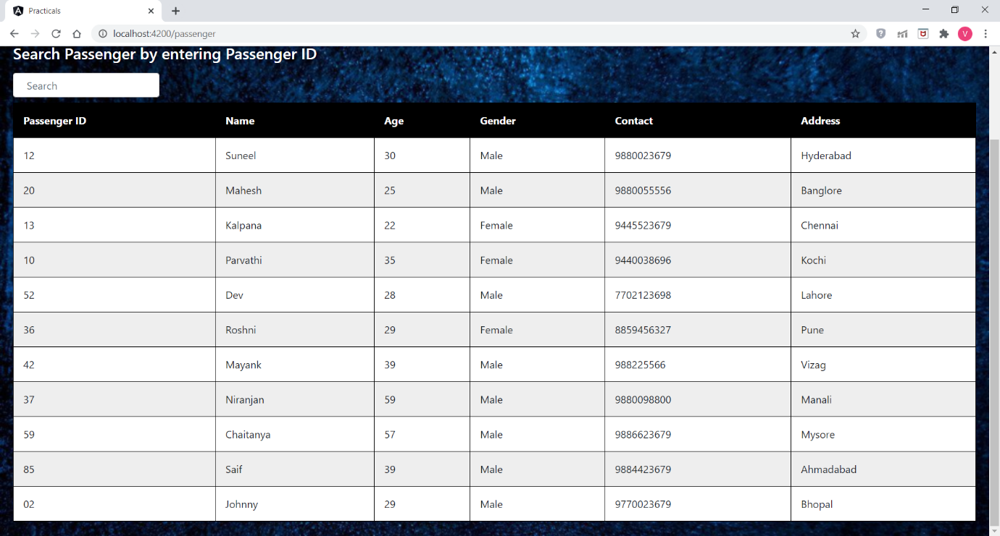 Practicals
localhost:4200/passenger
V
Search Passenger by entering Passenger ID
Search
Passenger ID Name Age Gender Contact Address
12 Suneel 30 Male 9880023679 Hyderabad
20 Mahesh 25 Male 9880055556 Banglore
13 Kalpana 22 Female 9445523679 Chennai
10 Parvathi 35 Female 9440038696 Kochi
52 Dev 28 Male 7702123698 Lahore
36 Roshni 29 Female 8859456327 Pune
42 Mayank 39 Male 988225566 Vizag
37 Niranjan 59 Male 9880098800 Manali
59 Chaitanya 57 Male 9886623679 Mysore
85 Saif 39 Male 9884423679 Ahmadabad
02 Johnny 29 Male 9770023679 Bhopal